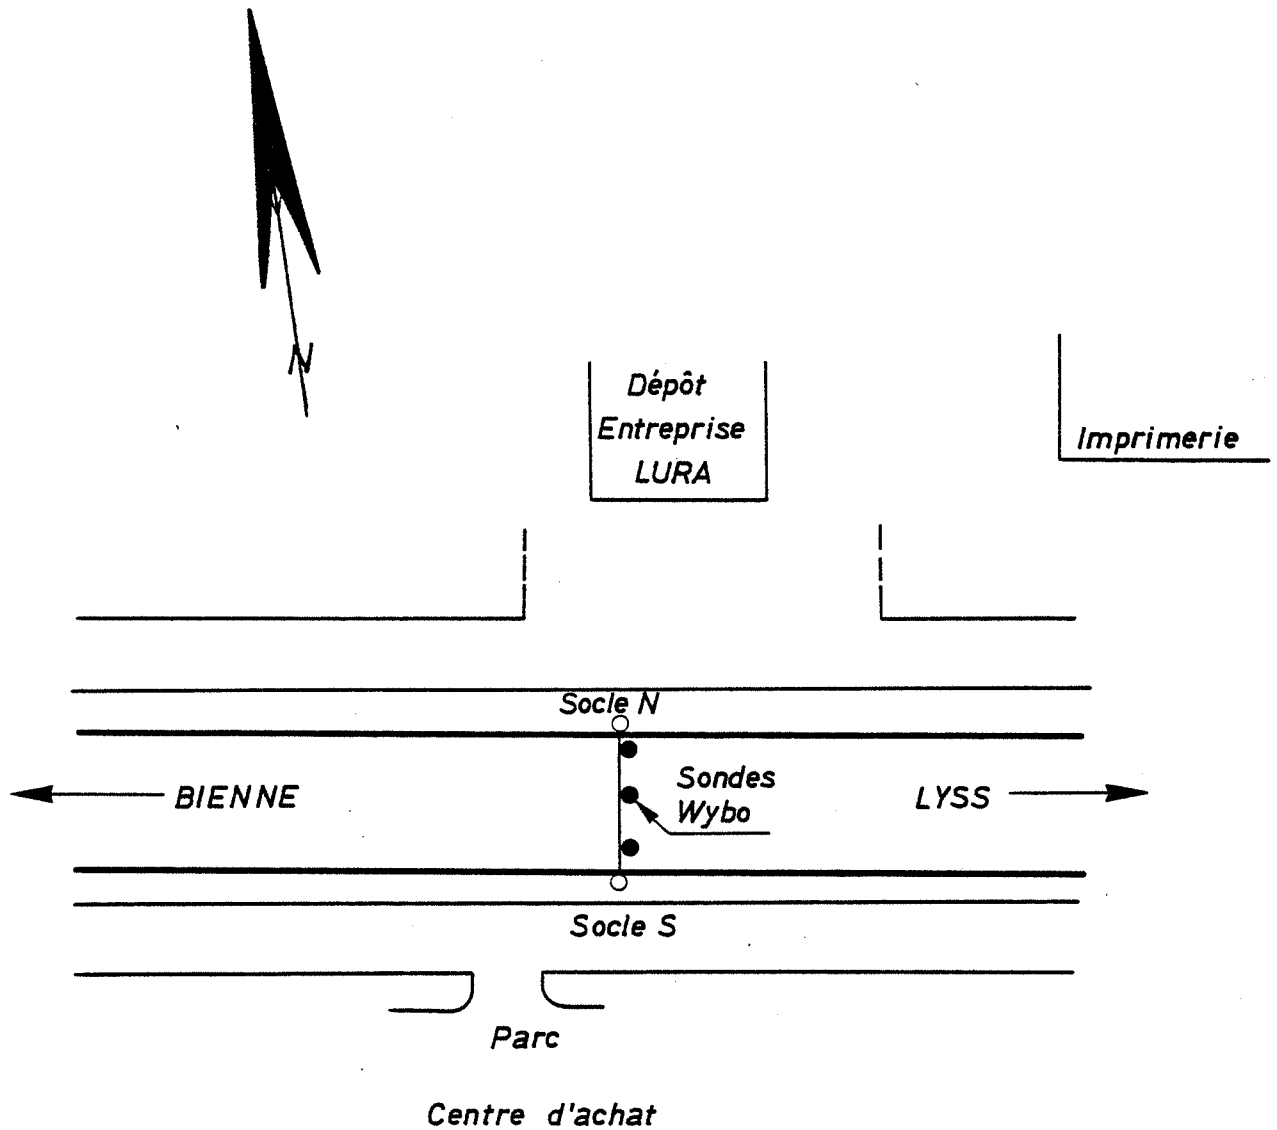 N
Dépôt
Entreprise
LURA
Imprimerie
Socle N
Sondes
Wybo
BIENNE
LYSS
Socle S
Parc
Centre d'achat